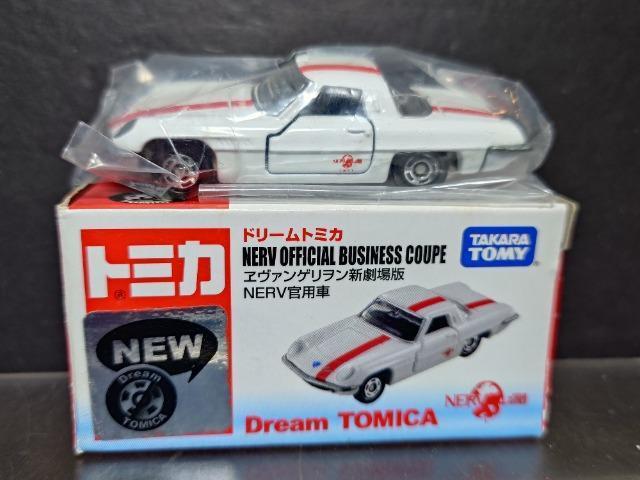 トミカ
NEW
Dream
TOMICA
ドリームトミカ
NERV OFFICIAL BUSINESS COUPE
ヱヴァンゲリヲン新劇場版
NERV官用車
TAKARA
TOMY
NERV
Dream TOMICA